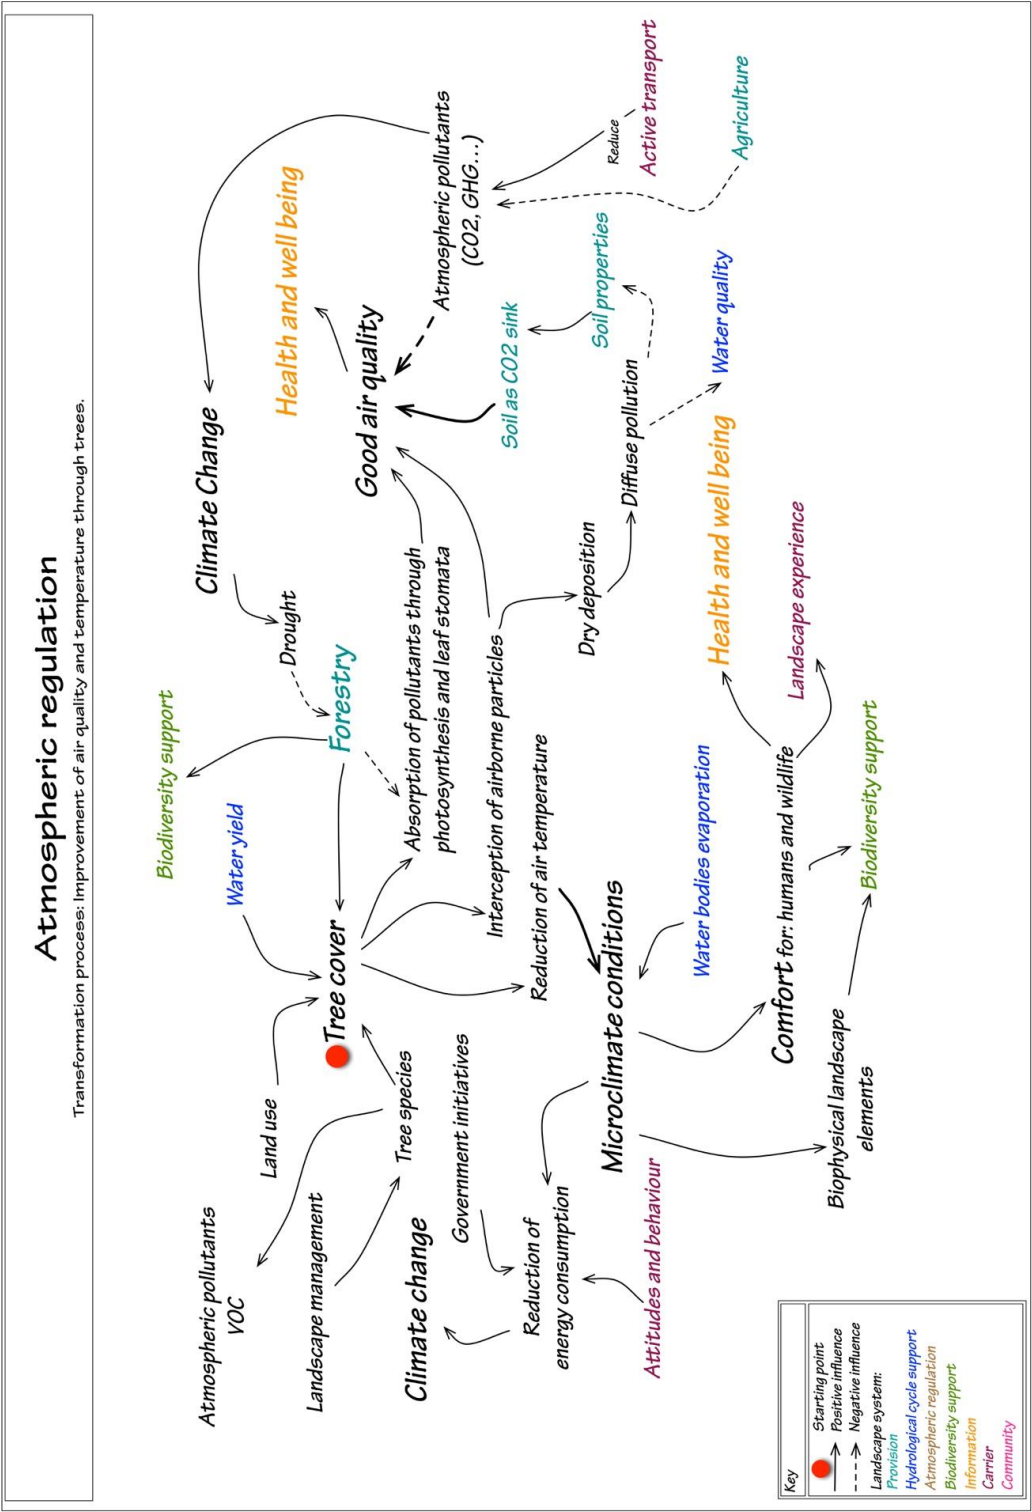 Atmospheric regulation
Transformation process: Improvement of air quality and temperature through trees.
Biodiversity support
Climate Change
Atmospheric pollutants
VOC
Water yield
Land use
Drought
Health and well being
Landscape management
Tree cover
Forestry
Good air quality
Climate change
Tree species
Absorption of pollutants through
photosynthesis and leaf stomata
Atmospheric pollutants
(CO2, GHG...)
Government initiatives
Interception of airborne particles
Soil as CO2 sink
Reduction of
energy consumption
Reduction of air temperature
Dry deposition
Soil properties
Reduce
Microclimate conditions
Diffuse pollution
Active transport
Attitudes and behaviour
Water bodies evaporation
Health and well being
Water quality
Agriculture
Comfort for: humans and wildlife
Landscape experience
Biophysical landscape
elements
Biodiversity support
Key
Starting point
Positive influence
Negative influence
Landscape system:
Provision
Hydrological cycle support
Atmospheric regulation
Biodiversity support
Information
Carrier
Community